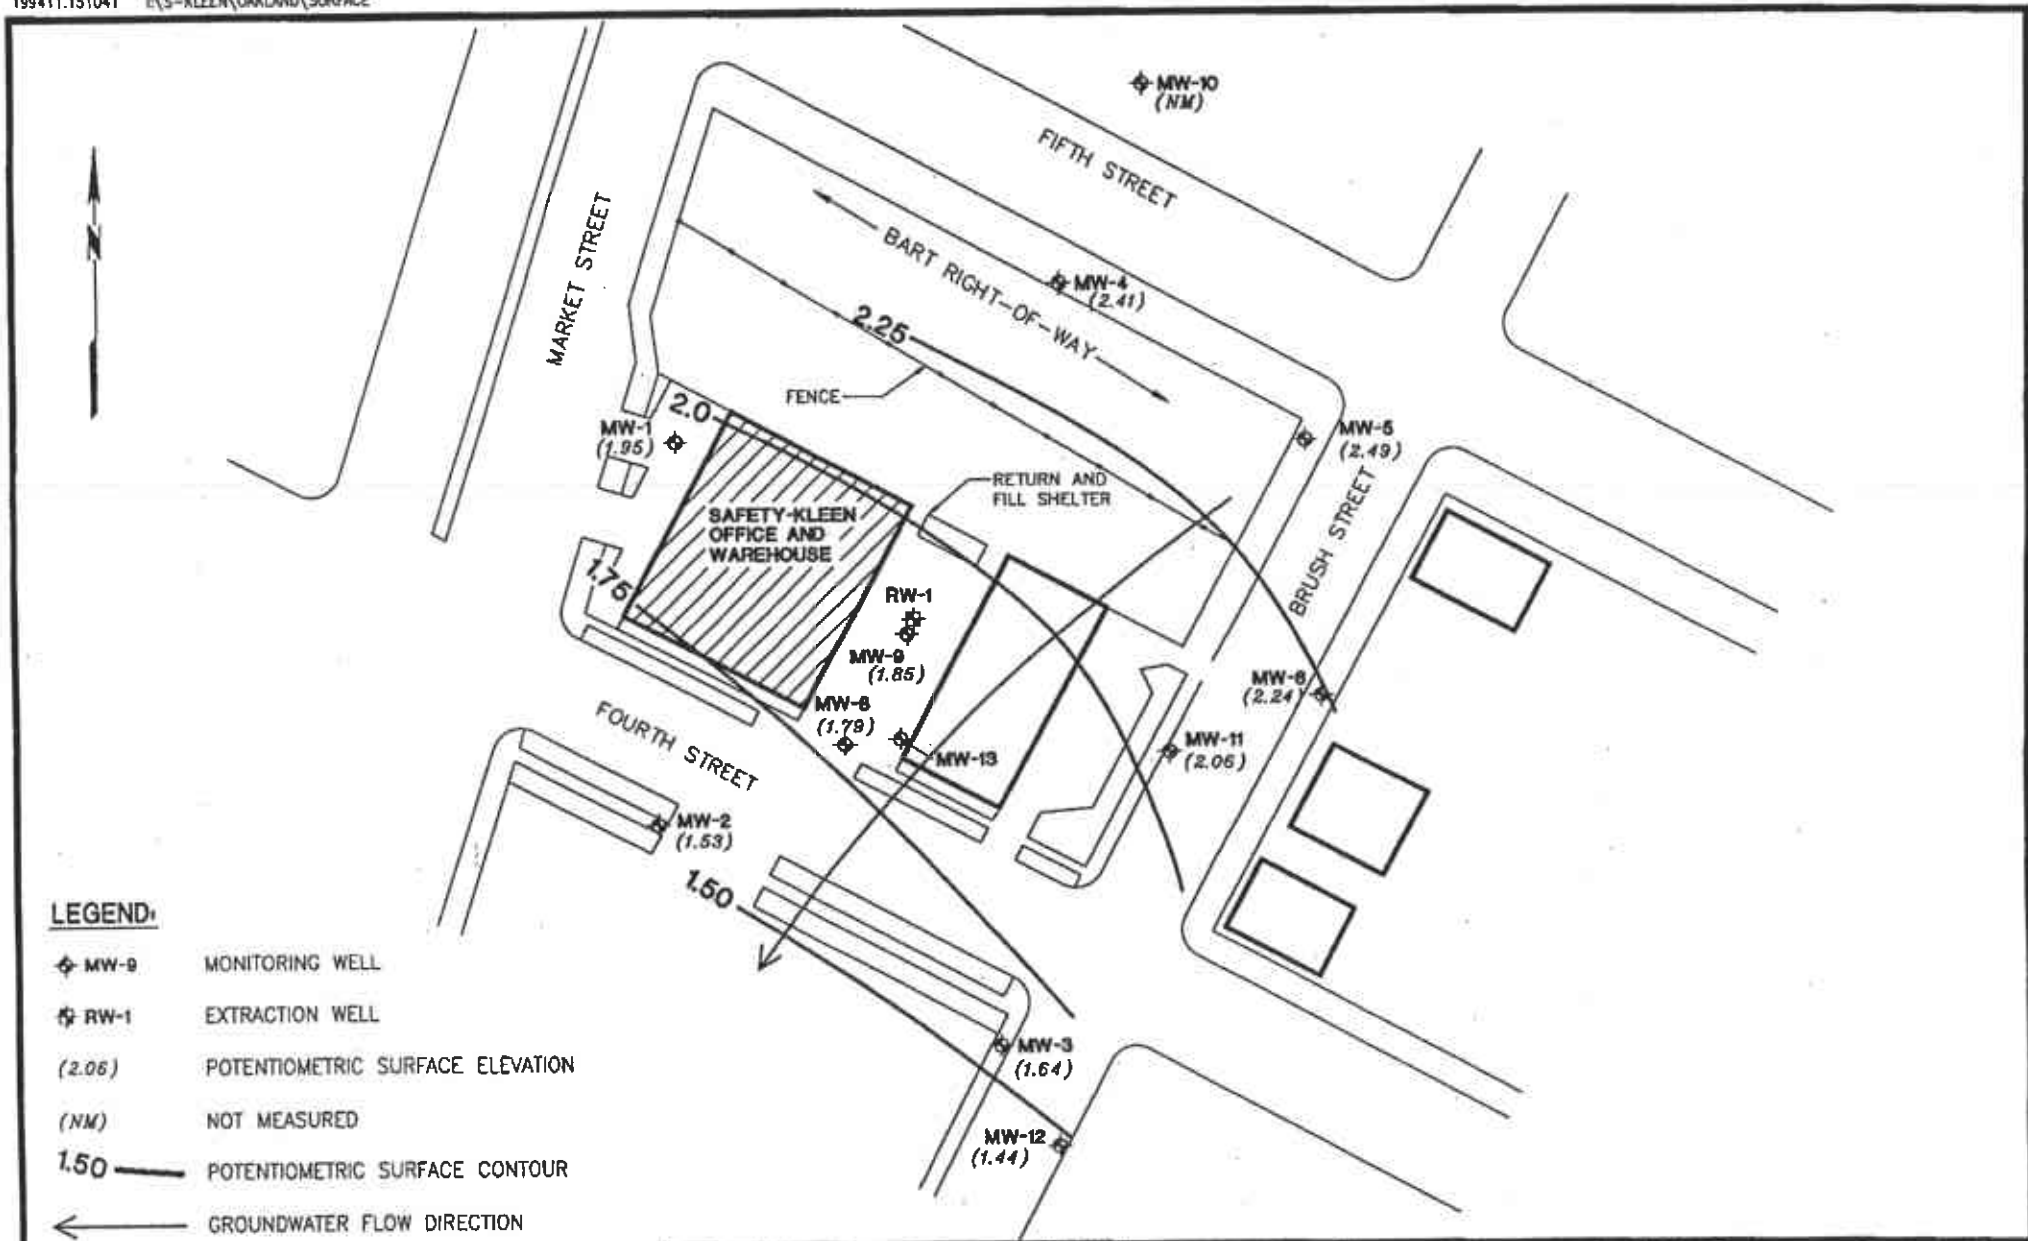 199411.151041 E\S-KLEEN\OAKLAND\SURFACE
MW-10
(NM)
FIFTH STREET
N
MARKET STREET
BART RIGHT-OF-WAY
MW-4
(2.41)
2.25
FENCE
2.0
MW-1
(1.95)
MW-5
(2.49)
RETURN AND
FILL SHELTER
SAFETY-KLEEN
OFFICE AND
WAREHOUSE
BRUSH STREET
1.75
RW-1
MW-9
(1.85)
MW-6
(2.24)
MW-8
(1.79)
FOURTH STREET
MW-13
MW-11
(2.06)
MW-2
(1.53)
1.50
MW-3
(1.64)
MW-12
(1.44)
LEGEND:
MW-9 MONITORING WELL
RW-1 EXTRACTION WELL
(2.06) POTENTIOMETRIC SURFACE ELEVATION
(NM) NOT MEASURED
1.50 POTENTIOMETRIC SURFACE CONTOUR
GROUNDWATER FLOW DIRECTION